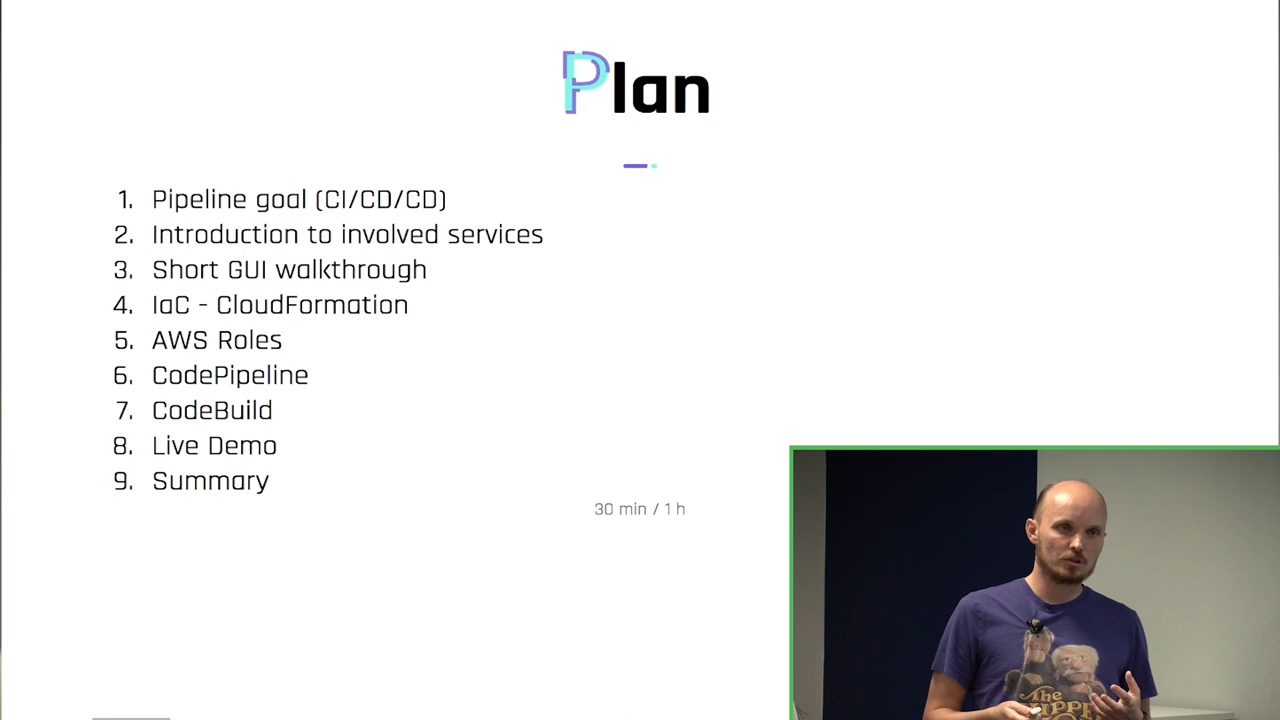 Plan
1. Pipeline goal (CI/CD/CD)
2. Introduction to involved services
3. Short GUI walkthrough
4. IaC - CloudFormation
5. AWS Roles
6. CodePipeline
7. CodeBuild
8. Live Demo
9. Summary
30 min / 1 h
The